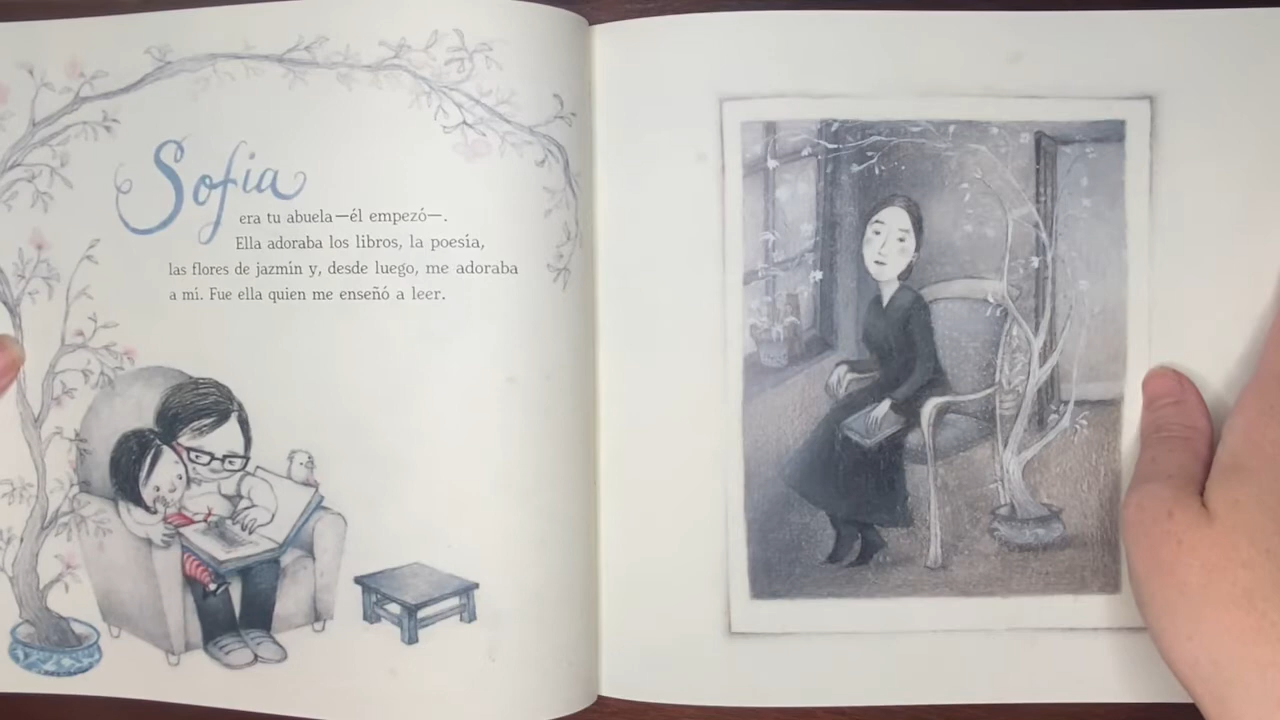 Sofia
era tu abuela—él empezó—.
Ella adoraba los libros, la poesía,
las flores de jazmín y, desde luego, me adoraba
a mí. Fue ella quien me enseñó a leer.